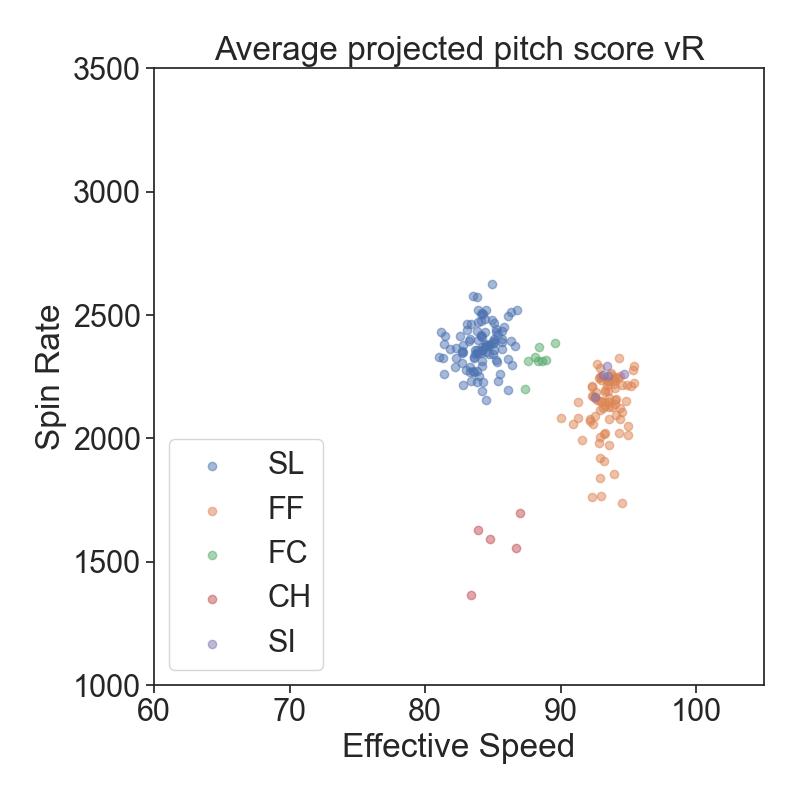 Average projected pitch score vR
3500
3000
2500
2000
1500
1000
Spin Rate
SL
FF
FC
CH
SI
60
70
80
90
100
Effective Speed